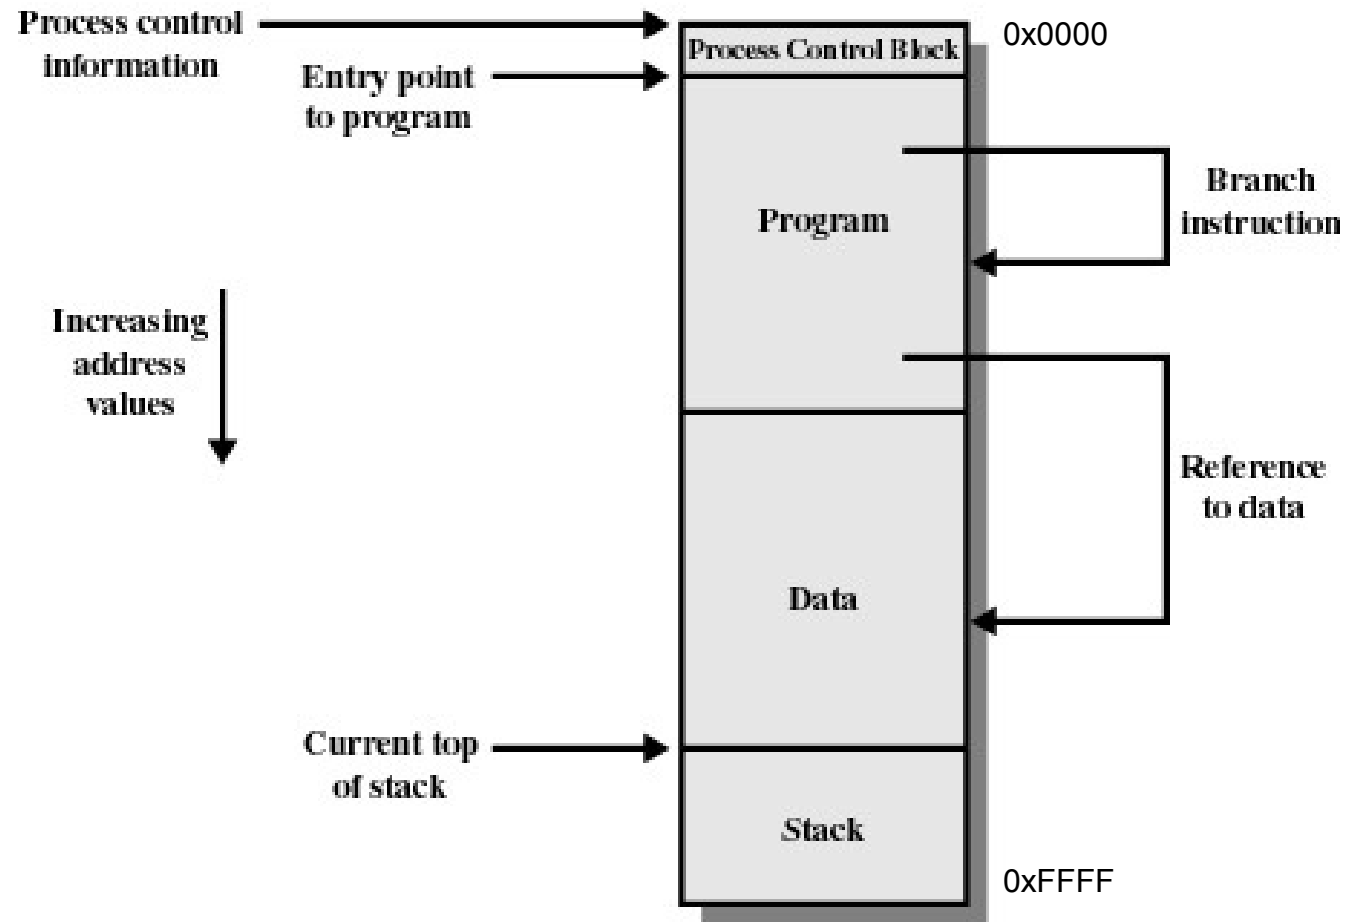 Process control
information
0x0000
Process Control Block
Entry point
to program
Branch
instruction
Program
Increasing
address
values
Reference
to data
Data
Current top
of stack
Stack
0xFFFF